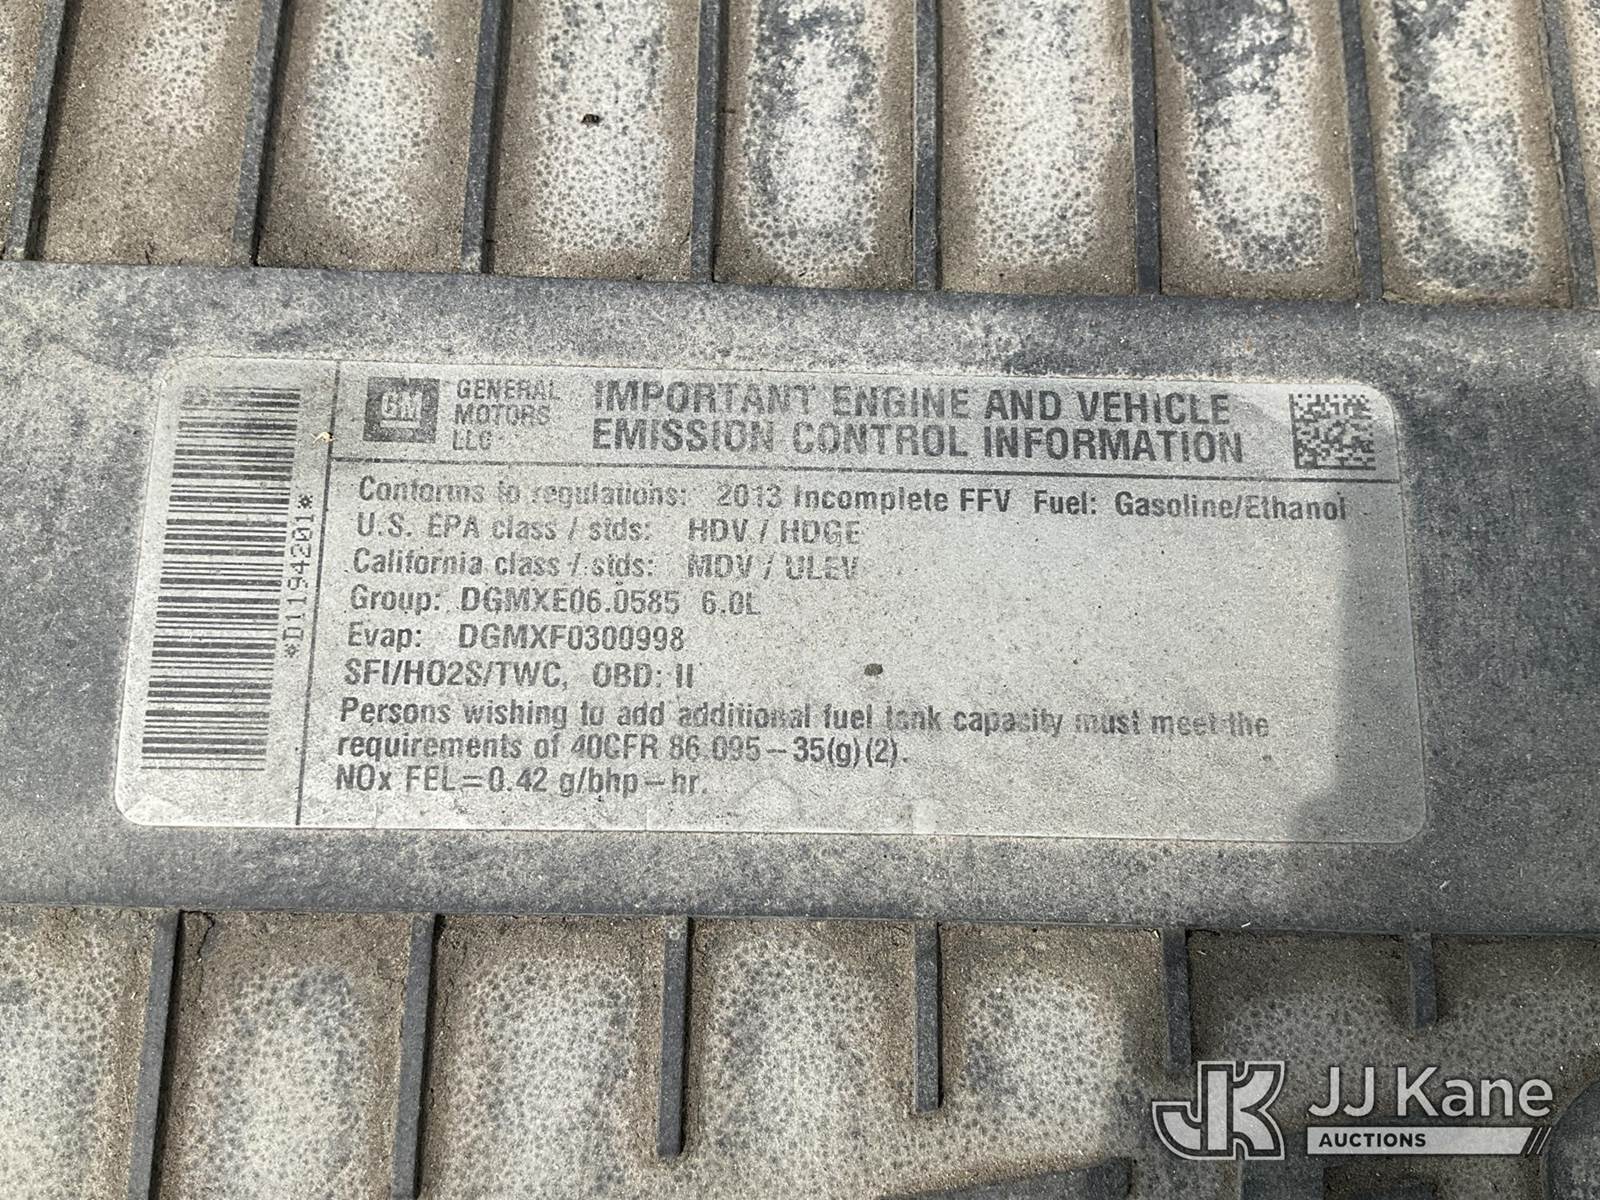 GM
GENERAL MOTORS LLC
IMPORTANT ENGINE AND VEHICLE
EMISSION CONTROL INFORMATION
Conforms to regulations: 2013 Incomplete FFV Fuel: Gasoline/Ethanol
U.S. EPA class / stds: HDV / HDGE
California class / stds: MDV / ULEV
Group: DGMXE06.0585 6.0L
Evap: DGMXF0300998
SFI/HO2S/TWC, OBD: II
Persons wishing to add additional fuel tank capacity must meet the
requirements of 40CFR 86.095-35(g)(2).
NOx FEL=0.42 g/bhp-hr.
*D1194201*
JK JJ Kane
AUCTIONS